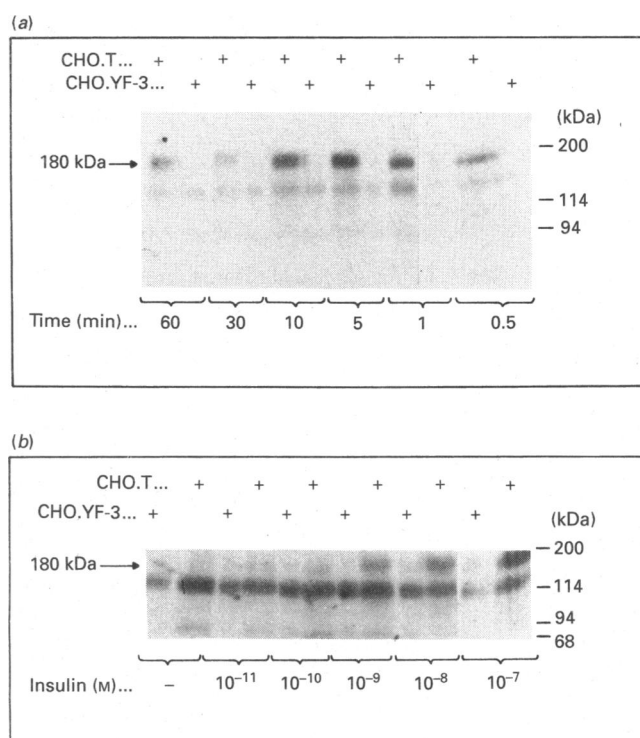 (a)
CHO.T... + + + + + +
CHO.YF-3... + + + + + +
(kDa)
180 kDa
200
114
94
Time (min)... 60 30 10 5 1 0.5
(b)
CHO.T... + + + + + +
CHO.YF-3... + + + + + +
(kDa)
180 kDa
200
114
94
68
Insulin (M)... – 10⁻¹¹ 10⁻¹⁰ 10⁻⁹ 10⁻⁸ 10⁻⁷